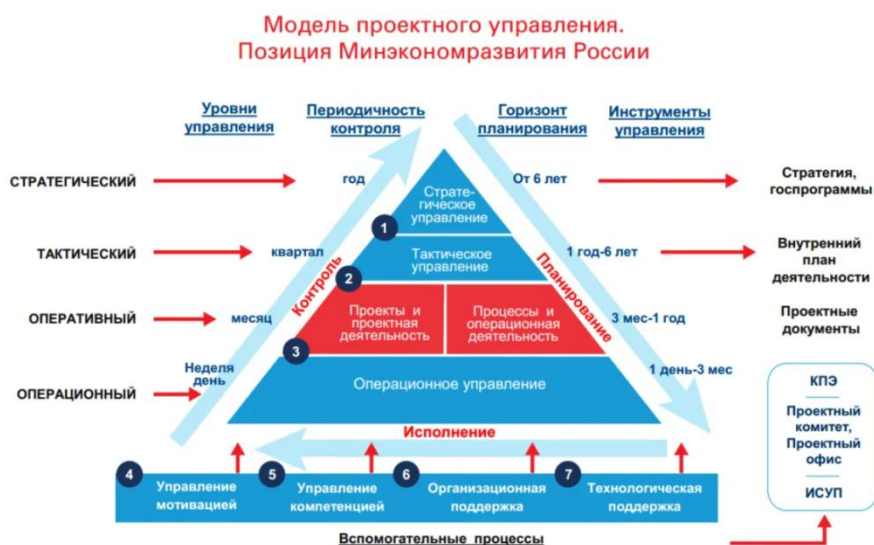 Модель проектного управления.
Позиция Минэкономразвития России
Уровни
управления
Периодичность
контроля
Горизонт
планирования
Инструменты
управления
СТРАТЕГИЧЕСКИЙ
год
Страте-
гическое
управление
От 6 лет
Стратегия,
госпрограммы
1
ТАКТИЧЕСКИЙ
квартал
Тактическое
управление
1 год-6 лет
Внутренний
план
деятельности
2
Контроль
Планирование
ОПЕРАТИВНЫЙ
месяц
Проекты и
проектная
деятельность
Процессы и
операционная
деятельность
3 мес-1 год
Проектные
документы
3
ОПЕРАЦИОННЫЙ
Неделя
день
Операционное управление
1 день-3 мес
КПЭ
Проектный
комитет,
Проектный
офис
ИСУП
Исполнение
4
Управление
мотивацией
5
Управление
компетенцией
6
Организационная
поддержка
7
Технологическая
поддержка
Вспомогательные процессы